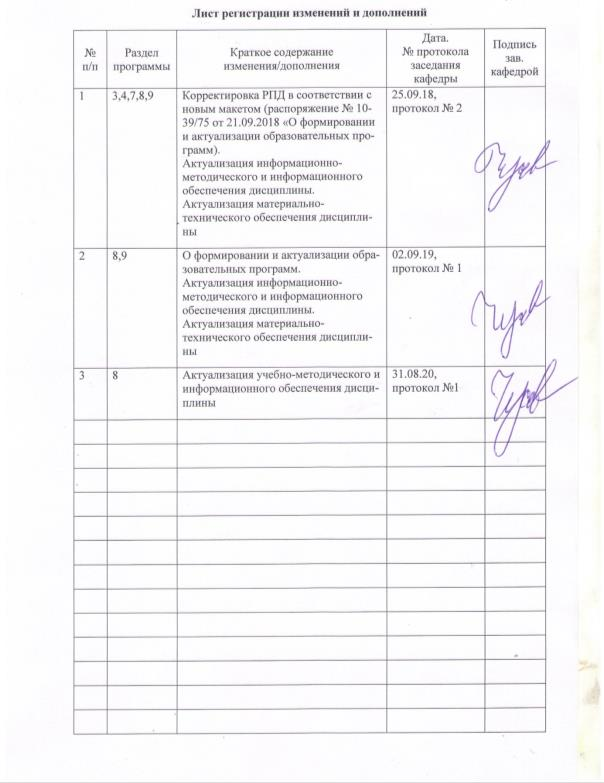 Лист регистрации изменений и дополнений
№ п/п
Раздел программы
Краткое содержание изменения/дополнения
Дата. № протокола заседания кафедры
Подпись зав. кафедрой
1
3,4,7,8,9
Корректировка РПД в соответствии с
новым макетом (распоряжение № 10-
39/75 от 21.09.2018 «О формировании
и актуализации образовательных про-
грамм).
Актуализация информационно-
методического и информационного
обеспечения дисциплины.
Актуализация материально-
технического обеспечения дисципли-
ны
25.09.18,
протокол № 2
2
8,9
О формировании и актуализации обра-
зовательных программ.
Актуализация информационно-
методического и информационного
обеспечения дисциплины.
Актуализация материально-
технического обеспечения дисципли-
ны
02.09.19,
протокол № 1
3
8
Актуализация учебно-методического и
информационного обеспечения дисци-
плины
31.08.20,
протокол №1